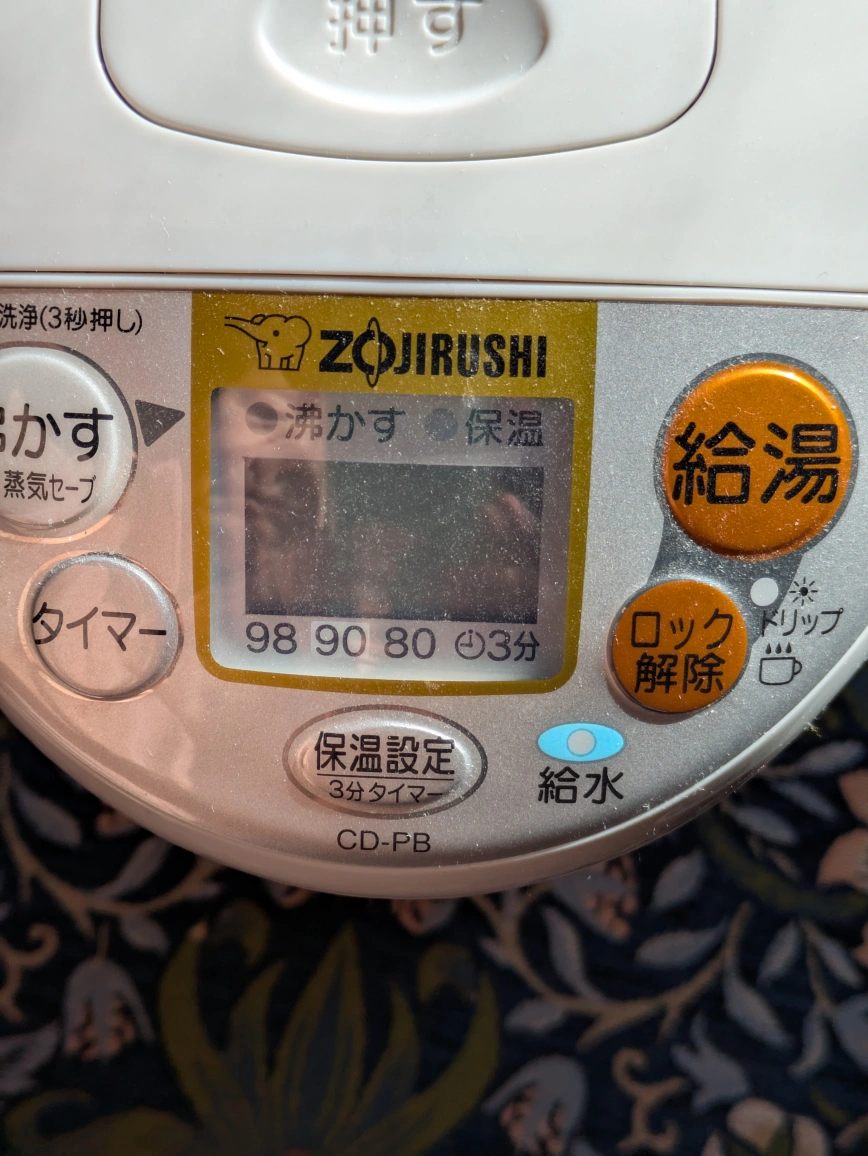 押す
洗浄(3秒押し)
ZOJIRUSHI
沸かす 保温
かす
蒸気セーブ
給湯
タイマー
98 90 80 3分
ロック
解除
ドリップ
保温設定
3分タイマー
給水
CD-PB